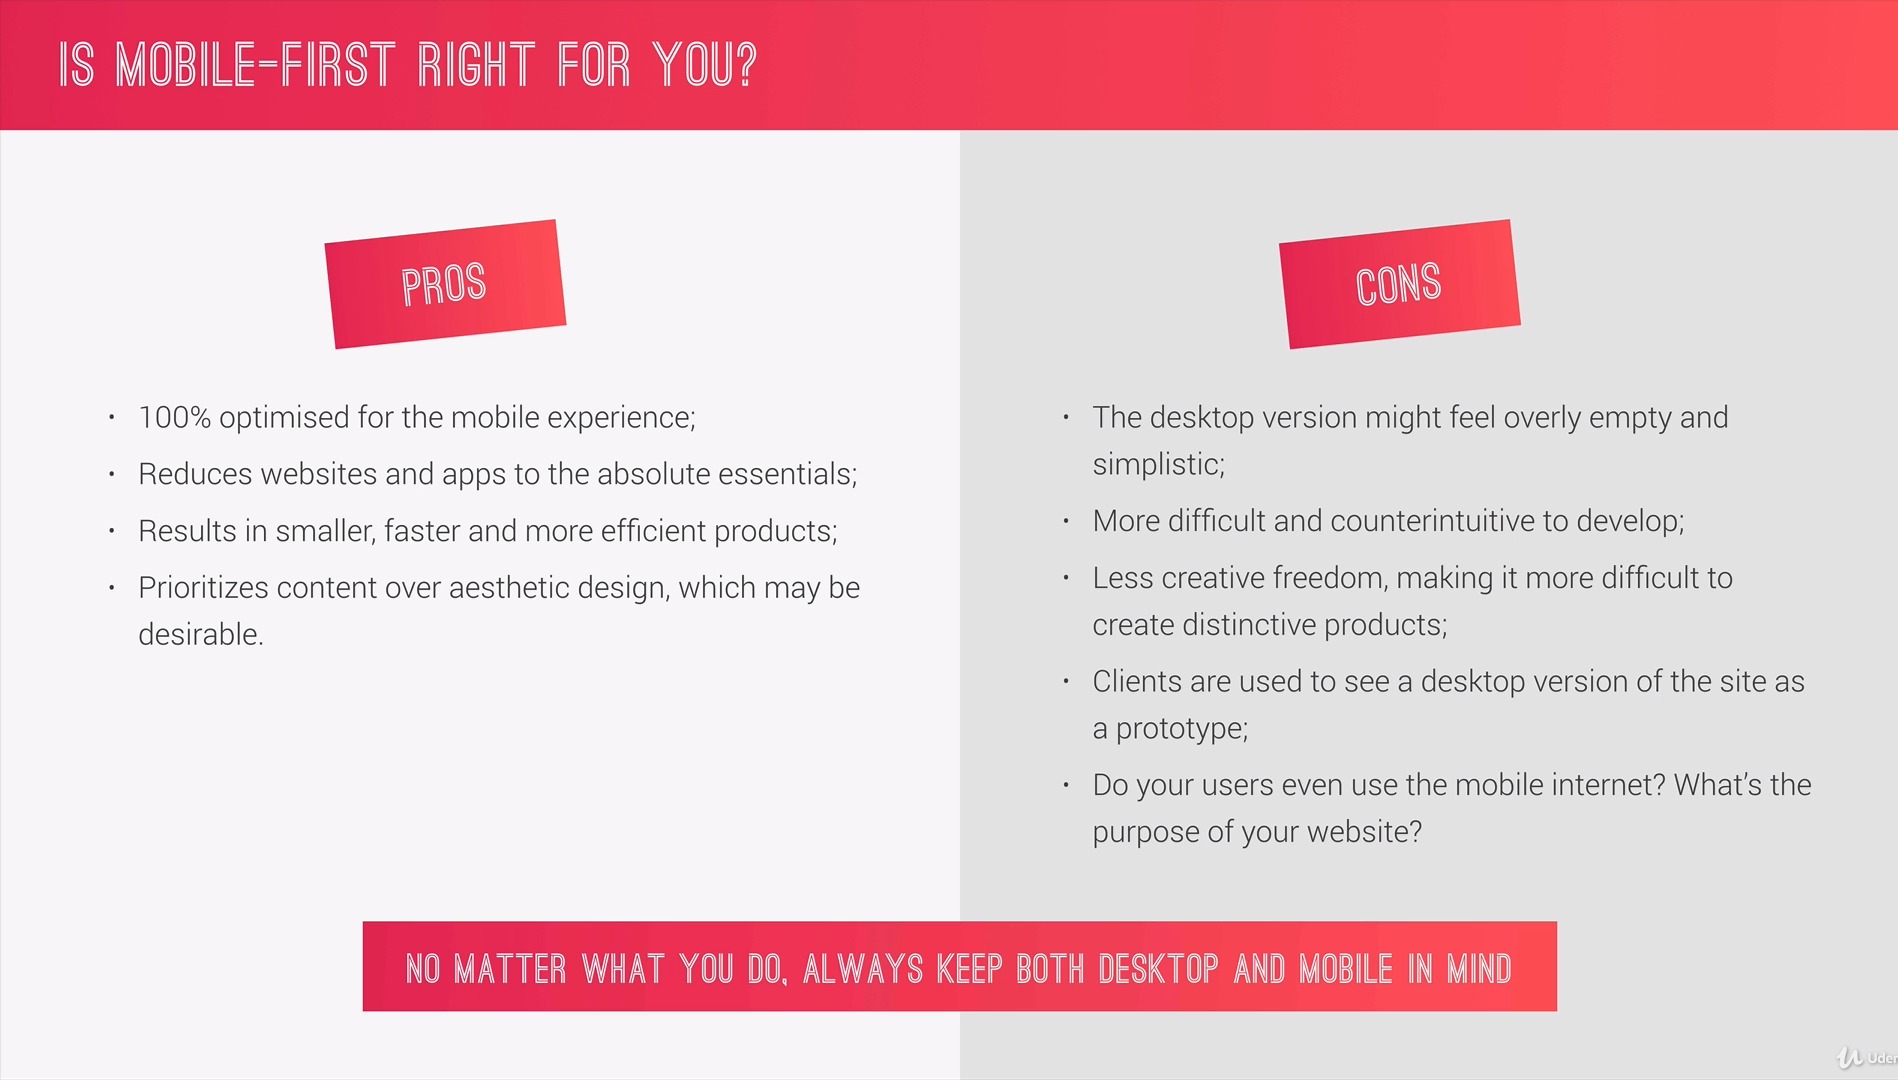 IS MOBILE-FIRST RIGHT FOR YOU?
PROS
• 100% optimised for the mobile experience;
• Reduces websites and apps to the absolute essentials;
• Results in smaller, faster and more efficient products;
• Prioritizes content over aesthetic design, which may be
desirable.
CONS
• The desktop version might feel overly empty and
simplistic;
• More difficult and counterintuitive to develop;
• Less creative freedom, making it more difficult to
create distinctive products;
• Clients are used to see a desktop version of the site as
a prototype;
• Do your users even use the mobile internet? What’s the
purpose of your website?
NO MATTER WHAT YOU DO, ALWAYS KEEP BOTH DESKTOP AND MOBILE IN MIND